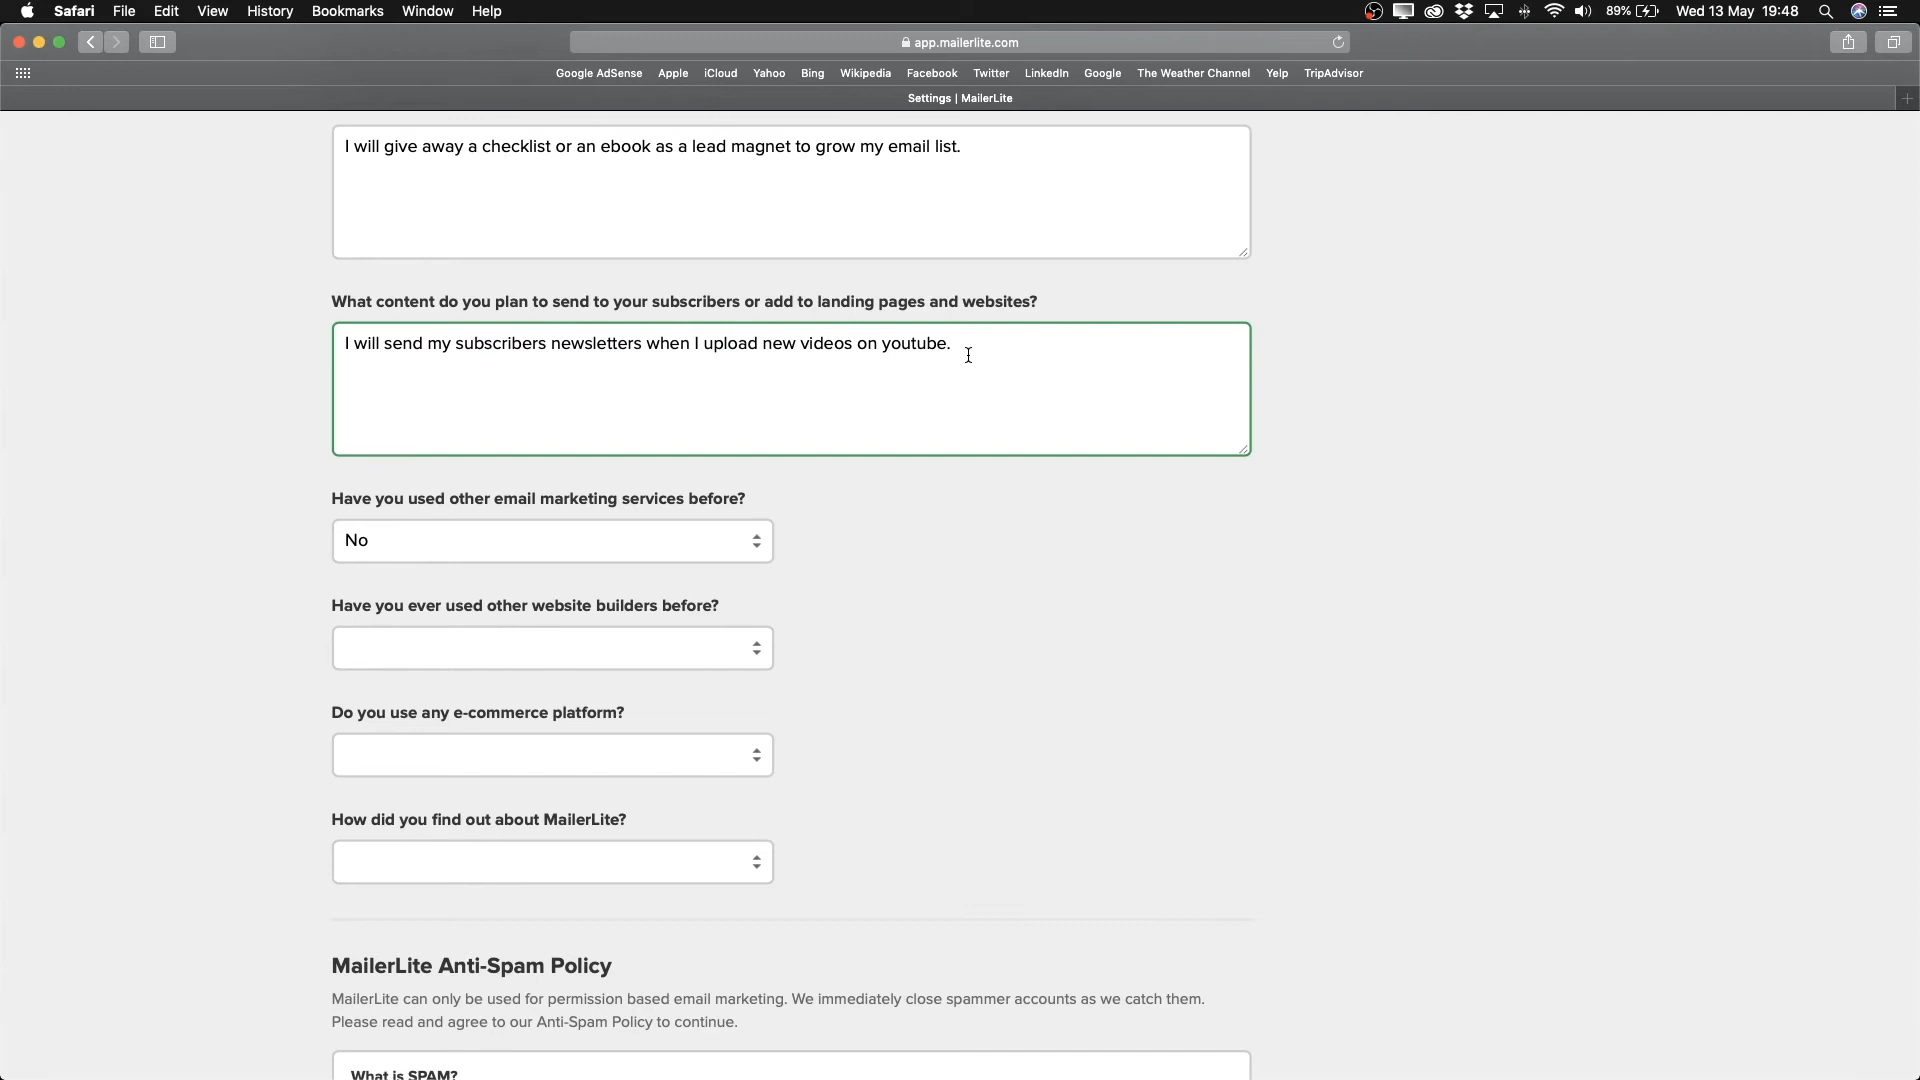 Safari File Edit View History Bookmarks Window Help 89% Wed 13 May 19:48
app.mailerlite.com
Google AdSense Apple iCloud Yahoo Bing Wikipedia Facebook Twitter LinkedIn Google The Weather Channel Yelp TripAdvisor
Settings | MailerLite
I will give away a checklist or an ebook as a lead magnet to grow my email list.
What content do you plan to send to your subscribers or add to landing pages and websites?
I will send my subscribers newsletters when I upload new videos on youtube.
Have you used other email marketing services before?
No
Have you ever used other website builders before?
Do you use any e-commerce platform?
How did you find out about MailerLite?
MailerLite Anti-Spam Policy
MailerLite can only be used for permission based email marketing. We immediately close spammer accounts as we catch them.
Please read and agree to our Anti-Spam Policy to continue.
What is SPAM?